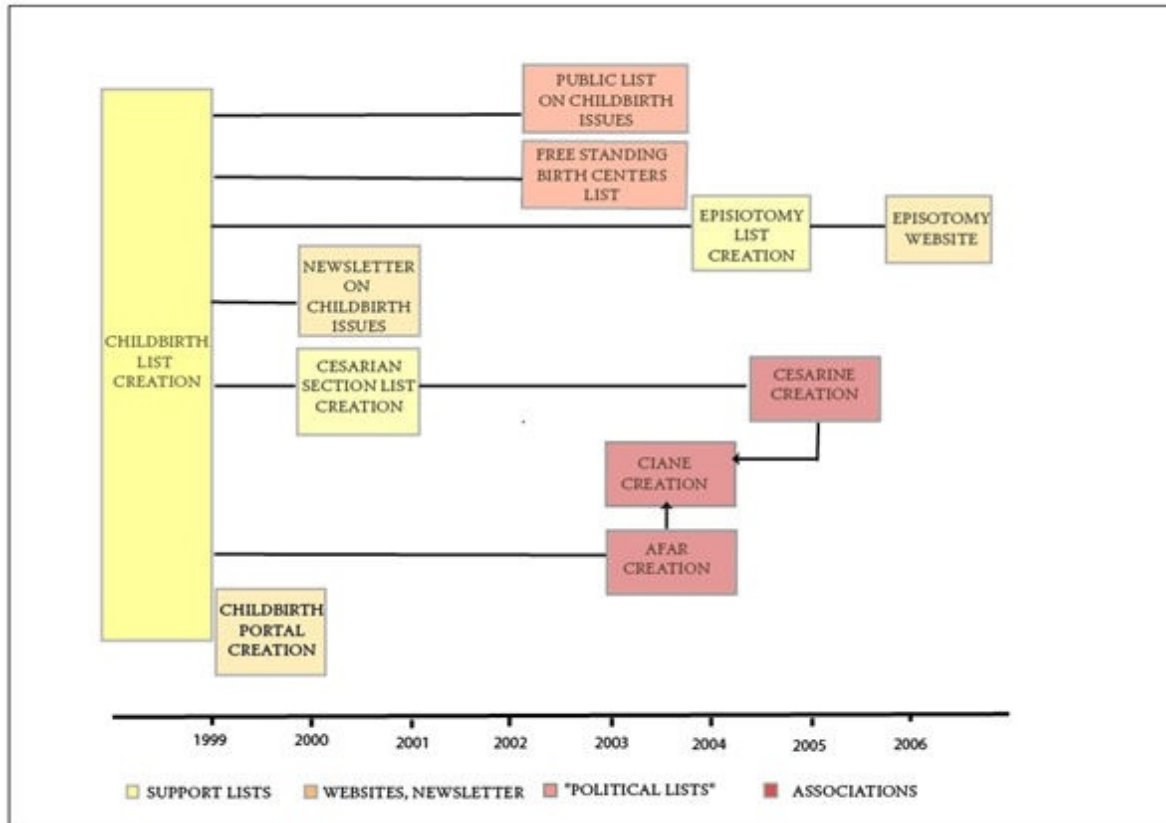 PUBLIC LIST
ON CHILDBIRTH
ISSUES
FREE STANDING
BIRTH CENTERS
LIST
EPISIOTOMY
LIST
CREATION
EPISOTOMY
WEBSITE
NEWSLETTER
ON
CHILDBIRTH
ISSUES
CHILDBIRTH
LIST
CREATION
CESARIAN
SECTION LIST
CREATION
CESARINE
CREATION
CIANE
CREATION
AFAR
CREATION
CHILDBIRTH
PORTAL
CREATION
1999 2000 2001 2002 2003 2004 2005 2006
SUPPORT LISTS WEBSITES, NEWSLETTER "POLITICAL LISTS" ASSOCIATIONS